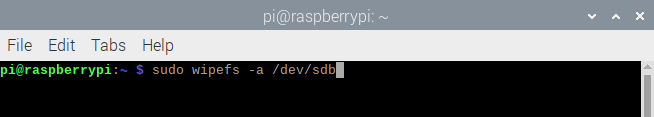 pi@raspberrypi: ~
File Edit Tabs Help
pi@raspberrypi:~ $ sudo wipefs -a /dev/sdb